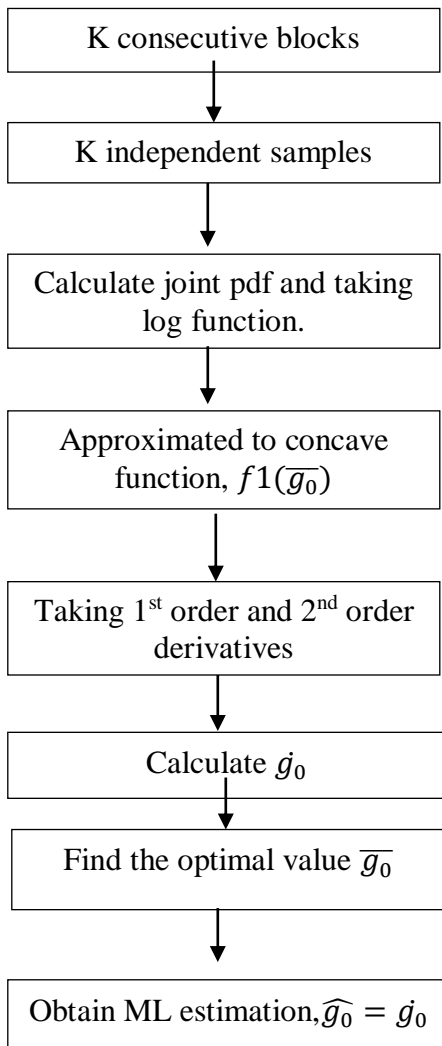 K consecutive blocks
K independent samples
Calculate joint pdf and taking
log function.
Approximated to concave
function, 𝑓1(𝑔̅₀)
Taking 1ˢᵗ order and 2ⁿᵈ order
derivatives
Calculate 𝑔̇₀
Find the optimal value 𝑔̅₀
Obtain ML estimation,𝑔̂₀ = 𝑔̇₀